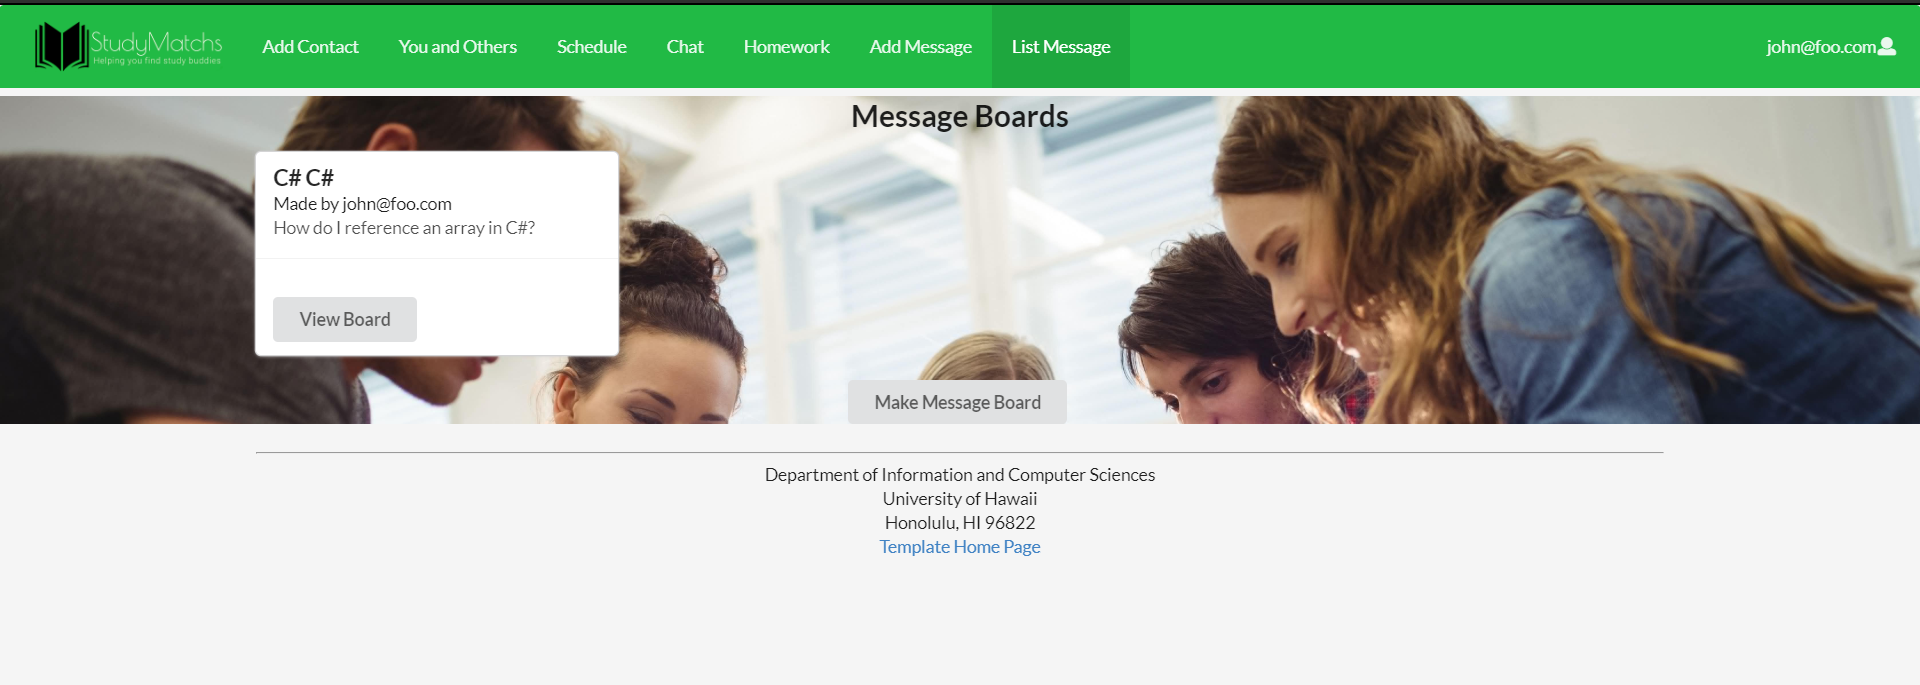 StudyMatchs
Helping you find study buddies
Add Contact
You and Others
Schedule
Chat
Homework
Add Message
List Message
john@foo.com
Message Boards
C# C#
Made by john@foo.com
How do I reference an array in C#?
View Board
Make Message Board
Department of Information and Computer Sciences
University of Hawaii
Honolulu, HI 96822
Template Home Page